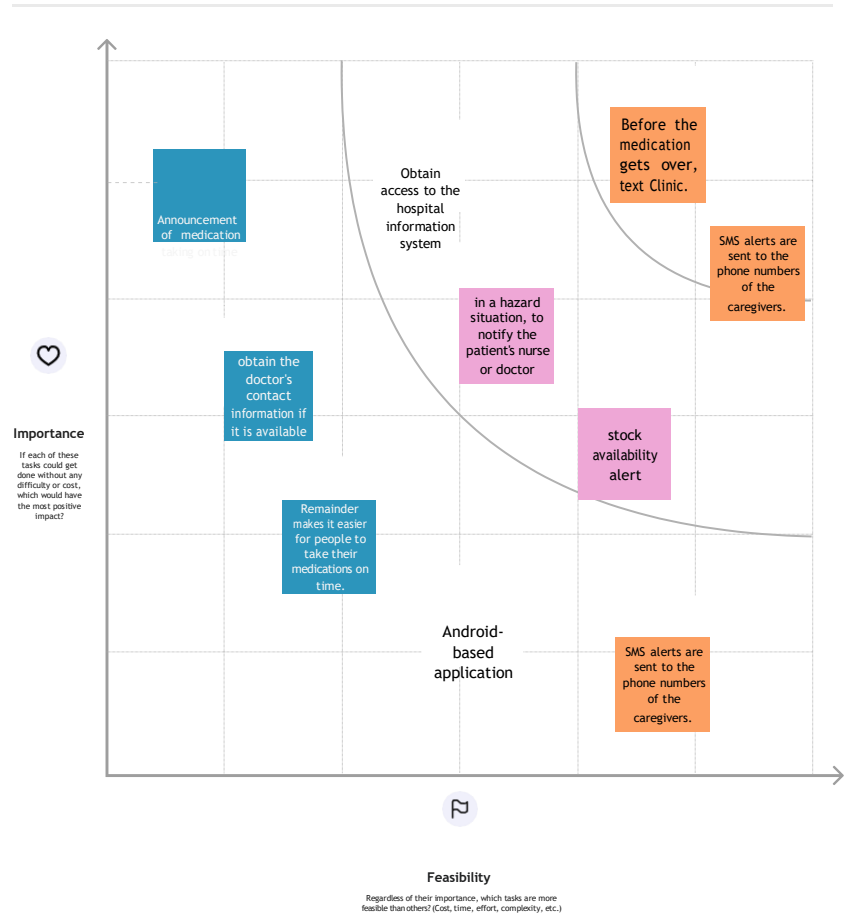 Before the
medication
gets over,
text Clinic.
Announcement
of medication
taking on time
Obtain
access to the
hospital
information
system
SMS alerts are
sent to the
phone numbers
of the
caregivers.
in a hazard
situation, to
notify the
patient's nurse
or doctor
obtain the
doctor's
contact
information if
it is available
stock
availability
alert
Importance
If each of these
tasks could get
done without any
difficulty or cost,
which would have
the most positive
impact?
Remainder
makes it easier
for people to
take their
medications on
time.
Android-
based
application
SMS alerts are
sent to the
phone numbers
of the
caregivers.
Feasibility
Regardless of their importance, which tasks are more
feasible than others? (Cost, time, effort, complexity, etc.)